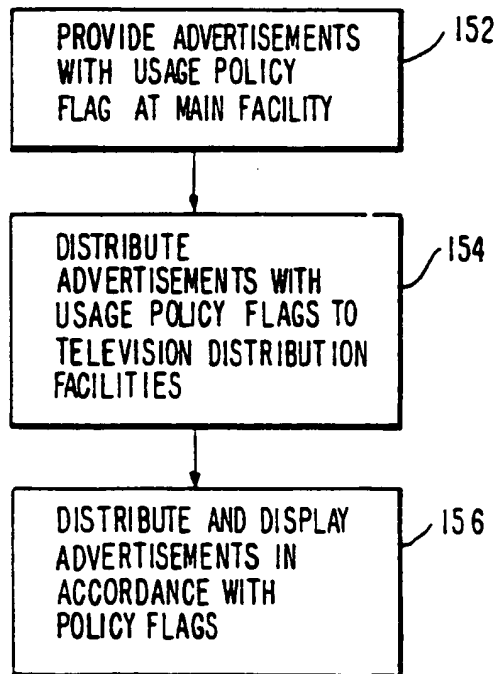 PROVIDE ADVERTISEMENTS
WITH USAGE POLICY
FLAG AT MAIN FACILITY
152
DISTRIBUTE
ADVERTISEMENTS WITH
USAGE POLICY FLAGS TO
TELEVISION DISTRIBUTION
FACILITIES
154
DISTRIBUTE AND DISPLAY
ADVERTISEMENTS IN
ACCORDANCE WITH
POLICY FLAGS
156